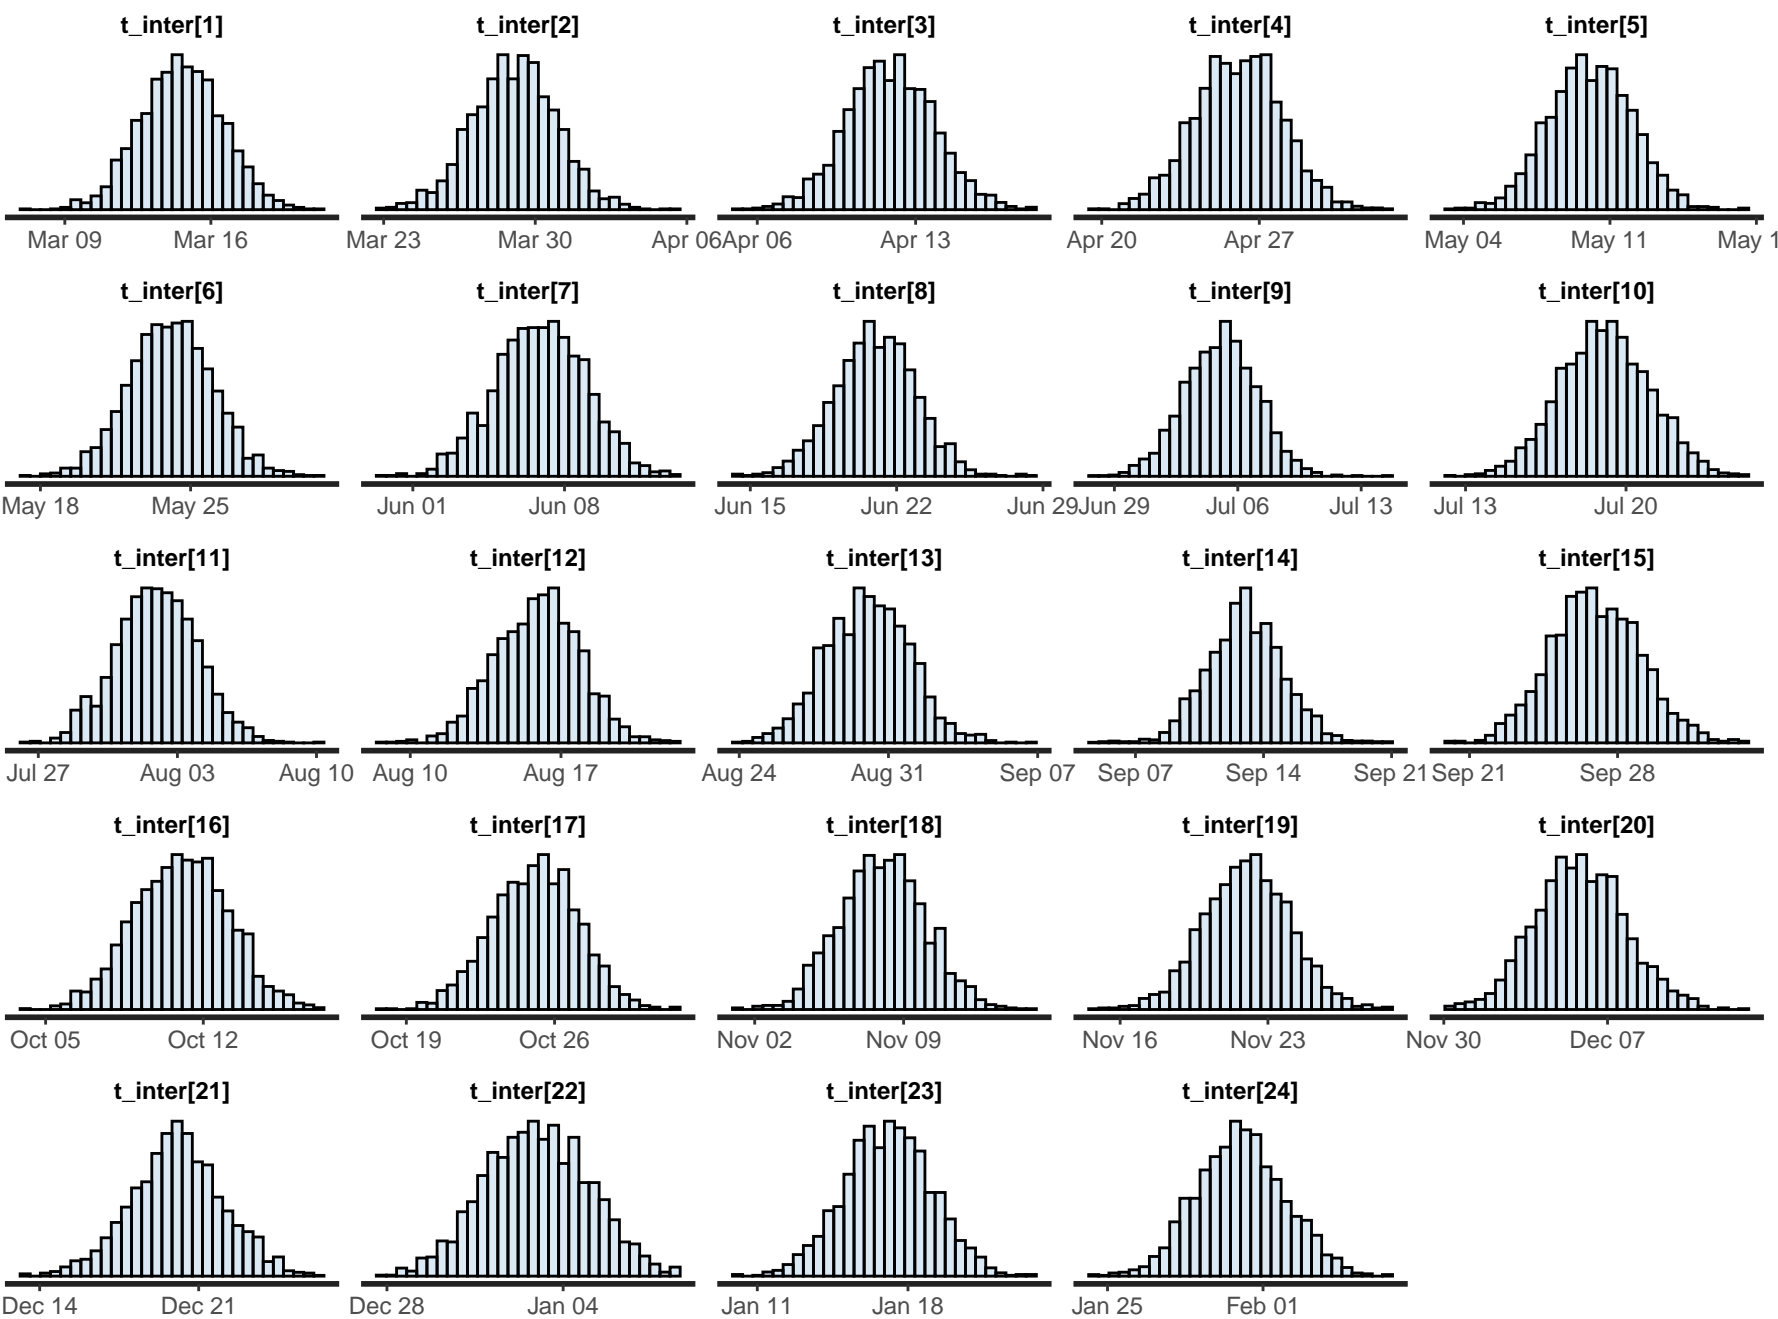 t_inter[1] t_inter[2] t_inter[3] t_inter[4] t_inter[5]
Mar 09 Mar 16 Mar 23 Mar 30 Apr 06 Apr 06 Apr 13 Apr 20 Apr 27 May 04 May 11 May 1
t_inter[6] t_inter[7] t_inter[8] t_inter[9] t_inter[10]
May 18 May 25 Jun 01 Jun 08 Jun 15 Jun 22 Jun 29 Jun 29 Jul 06 Jul 13 Jul 13 Jul 20
t_inter[11] t_inter[12] t_inter[13] t_inter[14] t_inter[15]
Jul 27 Aug 03 Aug 10 Aug 10 Aug 17 Aug 24 Aug 31 Sep 07 Sep 07 Sep 14 Sep 21 Sep 21 Sep 28
t_inter[16] t_inter[17] t_inter[18] t_inter[19] t_inter[20]
Oct 05 Oct 12 Oct 19 Oct 26 Nov 02 Nov 09 Nov 16 Nov 23 Nov 30 Dec 07
t_inter[21] t_inter[22] t_inter[23] t_inter[24]
Dec 14 Dec 21 Dec 28 Jan 04 Jan 11 Jan 18 Jan 25 Feb 01